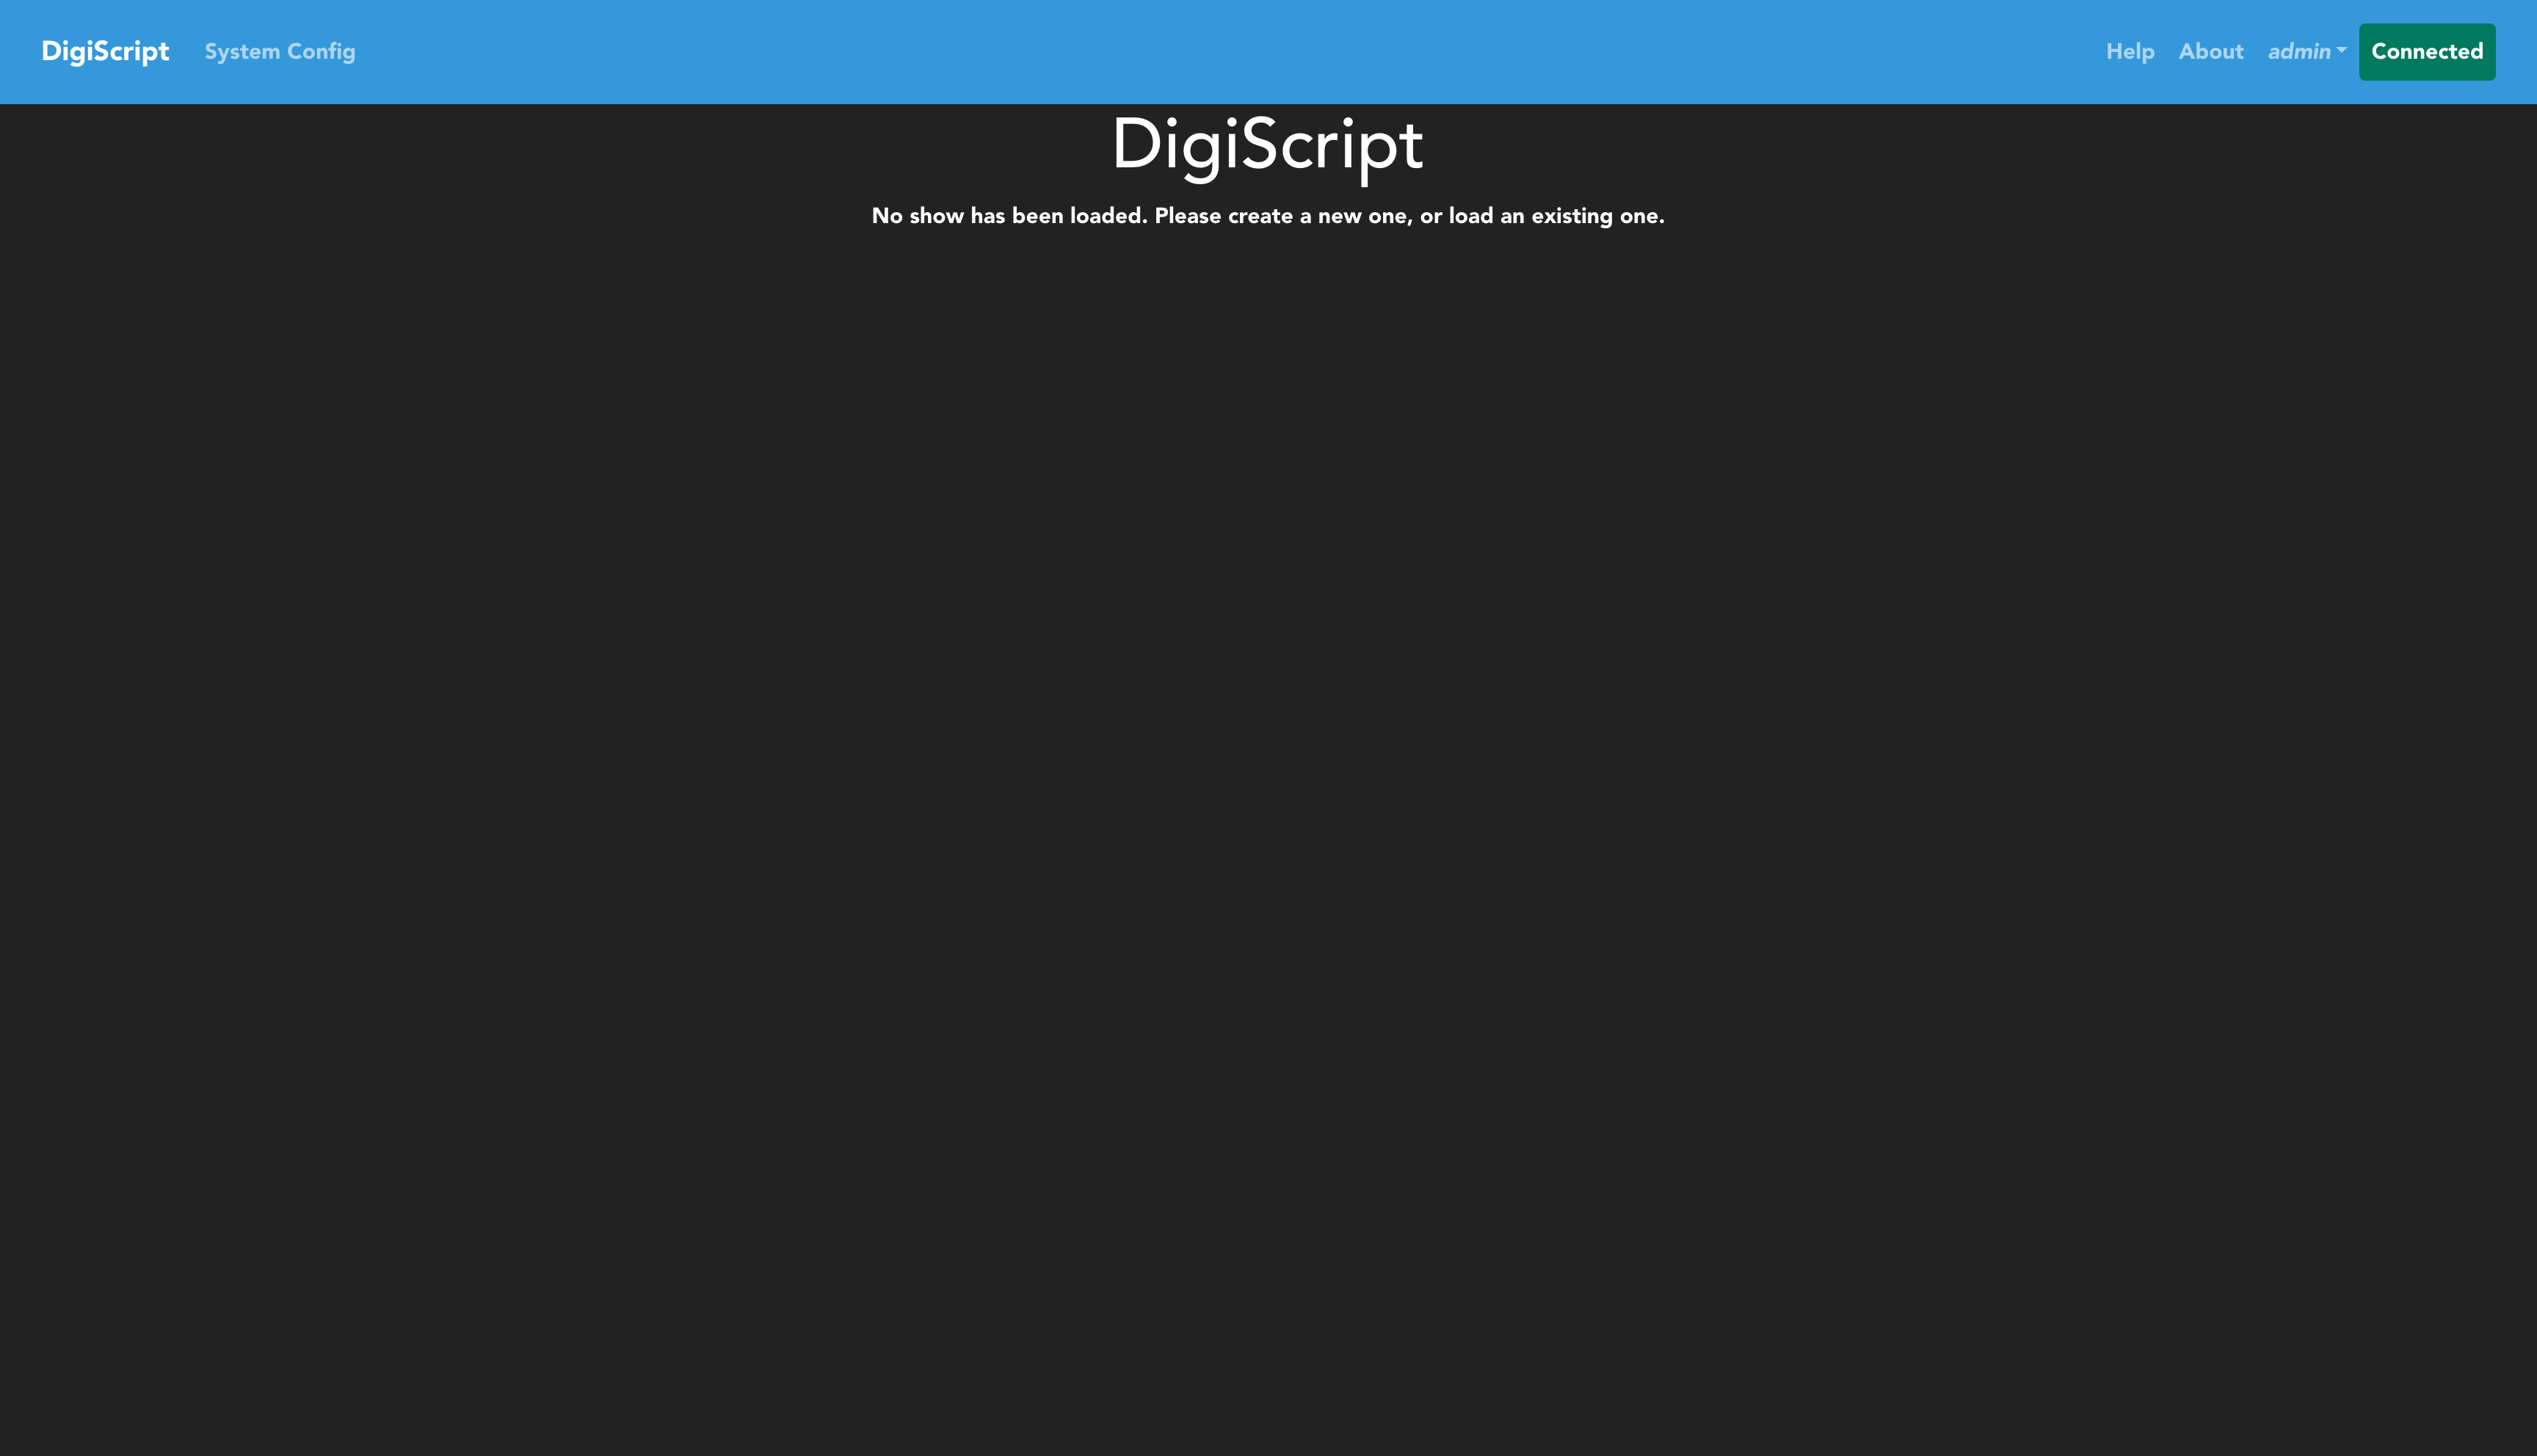 DigiScript System Config Help About admin Connected
DigiScript
No show has been loaded. Please create a new one, or load an existing one.